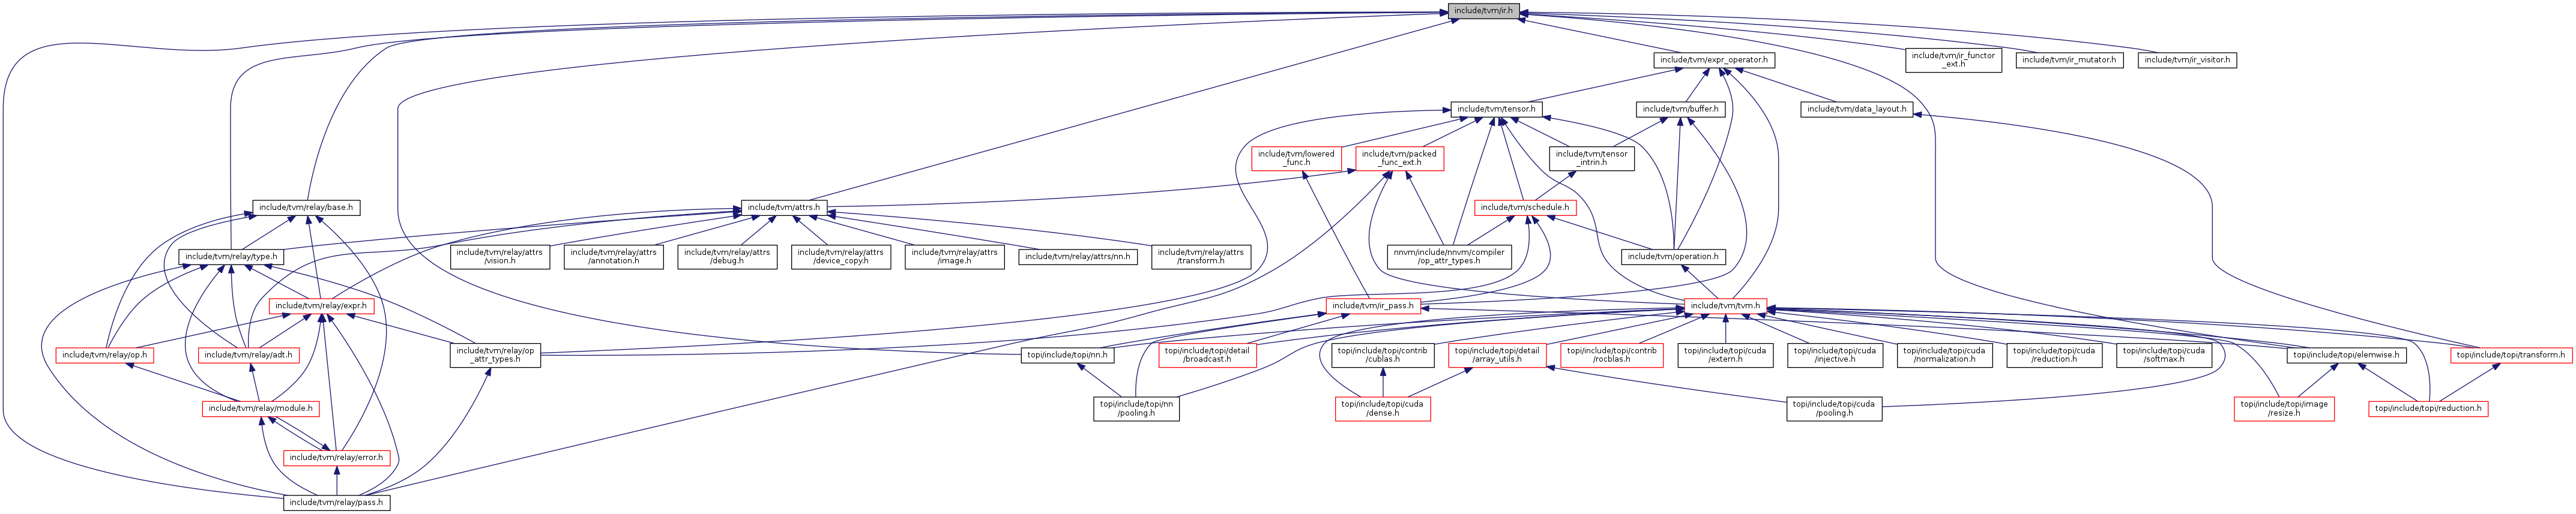 include/tvm/ir.h
include/tvm/expr_operator.h
include/tvm/ir_functor
_ext.h
include/tvm/ir_mutator.h
include/tvm/ir_visitor.h
include/tvm/tensor.h
include/tvm/buffer.h
include/tvm/data_layout.h
include/tvm/lowered
_func.h
include/tvm/packed
_func_ext.h
include/tvm/tensor
_intrin.h
include/tvm/relay/base.h
include/tvm/attrs.h
include/tvm/schedule.h
include/tvm/relay/type.h
include/tvm/relay/attrs
/vision.h
include/tvm/relay/attrs
/annotation.h
include/tvm/relay/attrs
/debug.h
include/tvm/relay/attrs
/device_copy.h
include/tvm/relay/attrs
/image.h
include/tvm/relay/attrs/nn.h
include/tvm/relay/attrs
/transform.h
nnvm/include/nnvm/compiler
/op_attr_types.h
include/tvm/operation.h
include/tvm/relay/expr.h
include/tvm/ir_pass.h
include/tvm/tvm.h
include/tvm/relay/op.h
include/tvm/relay/adt.h
include/tvm/relay/op
_attr_types.h
topi/include/topi/nn.h
topi/include/topi/detail
/broadcast.h
topi/include/topi/contrib
/cublas.h
topi/include/topi/detail
/array_utils.h
topi/include/topi/contrib
/rocblas.h
topi/include/topi/cuda
/extern.h
topi/include/topi/cuda
/injective.h
topi/include/topi/cuda
/normalization.h
topi/include/topi/cuda
/reduction.h
topi/include/topi/cuda
/softmax.h
topi/include/topi/elemwise.h
topi/include/topi/transform.h
include/tvm/relay/module.h
topi/include/topi/nn
/pooling.h
topi/include/topi/cuda
/dense.h
topi/include/topi/cuda
/pooling.h
topi/include/topi/image
/resize.h
topi/include/topi/reduction.h
include/tvm/relay/error.h
include/tvm/relay/pass.h